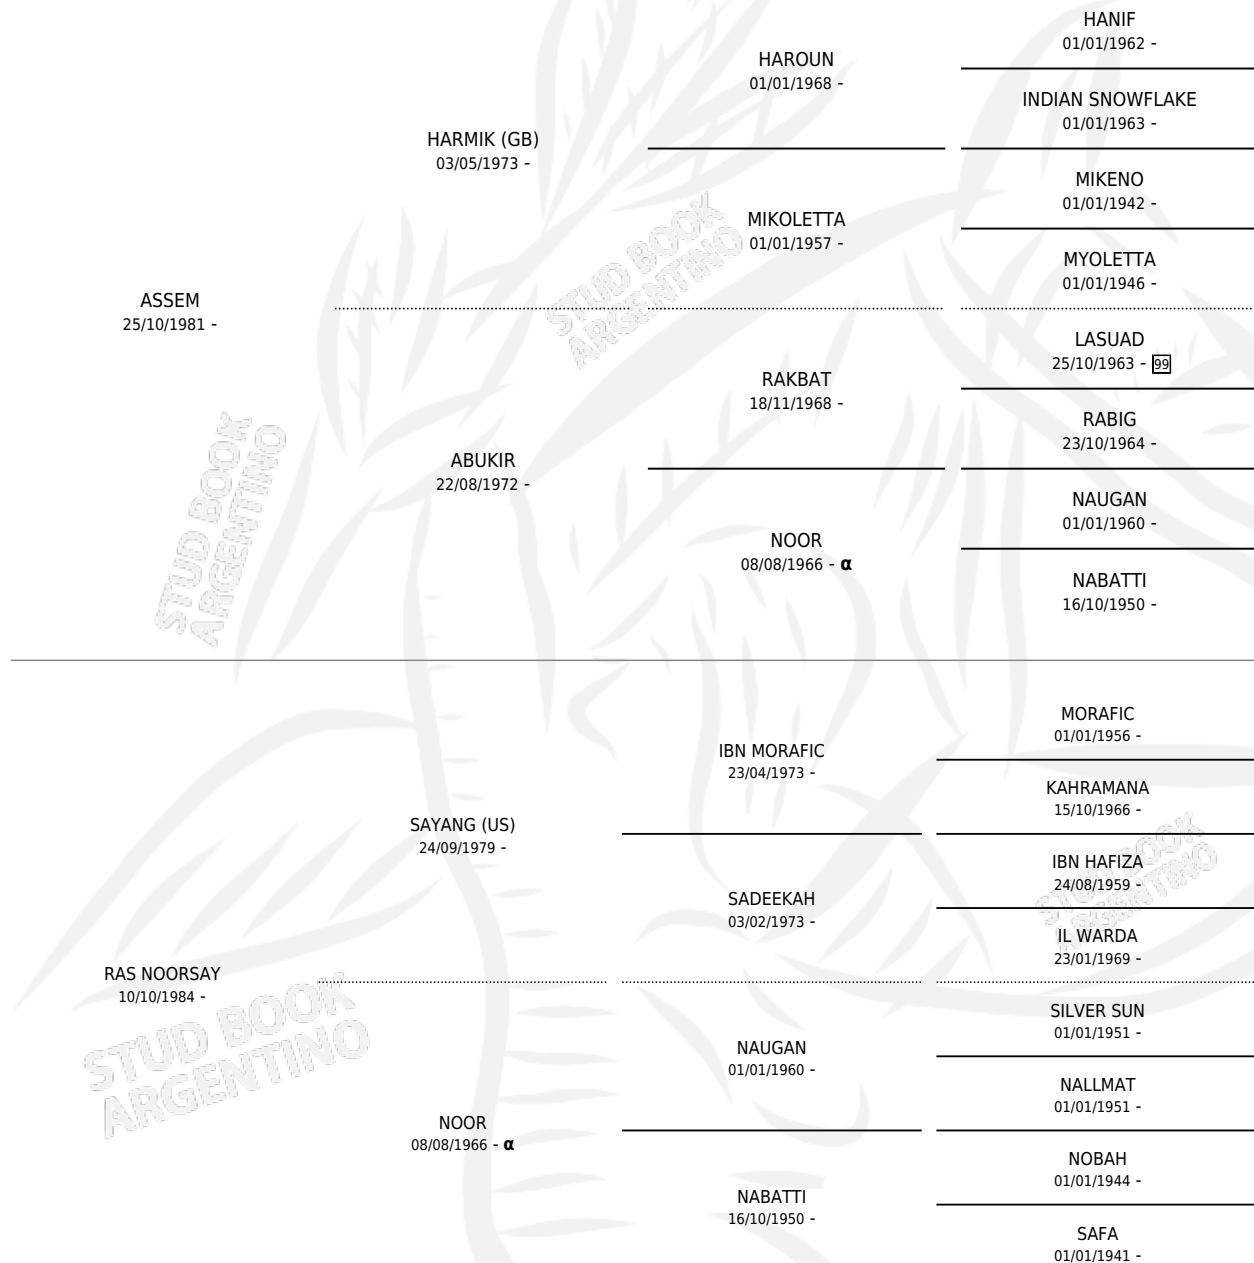 HANIF
01/01/1962 -
HAROUN
01/01/1968 -
INDIAN SNOWFLAKE
01/01/1963 -
HARMIK (GB)
03/05/1973 -
MIKENO
01/01/1942 -
MIKOLETTA
01/01/1957 -
MYOLETTA
01/01/1946 -
ASSEM
25/10/1981 -
LASUAD
25/10/1963 - 99
RAKBAT
18/11/1968 -
RABIG
23/10/1964 -
ABUKIR
22/08/1972 -
NAUGAN
01/01/1960 -
NOOR
08/08/1966 - α
NABATTI
16/10/1950 -
MORAFIC
01/01/1956 -
IBN MORAFIC
23/04/1973 -
KAHRAMANA
15/10/1966 -
SAYANG (US)
24/09/1979 -
IBN HAFIZA
24/08/1959 -
SADEEKAH
03/02/1973 -
IL WARDA
23/01/1969 -
RAS NOORSAY
10/10/1984 -
SILVER SUN
01/01/1951 -
NAUGAN
01/01/1960 -
NALLMAT
01/01/1951 -
NOOR
08/08/1966 - α
NOBAH
01/01/1944 -
NABATTI
16/10/1950 -
SAFA
01/01/1941 -
STUD BOOK
ARGENTINO
STUD BOOK
ARGENTINO
STUD BOOK
ARGENTINO
STUD BOOK
ARGENTINO